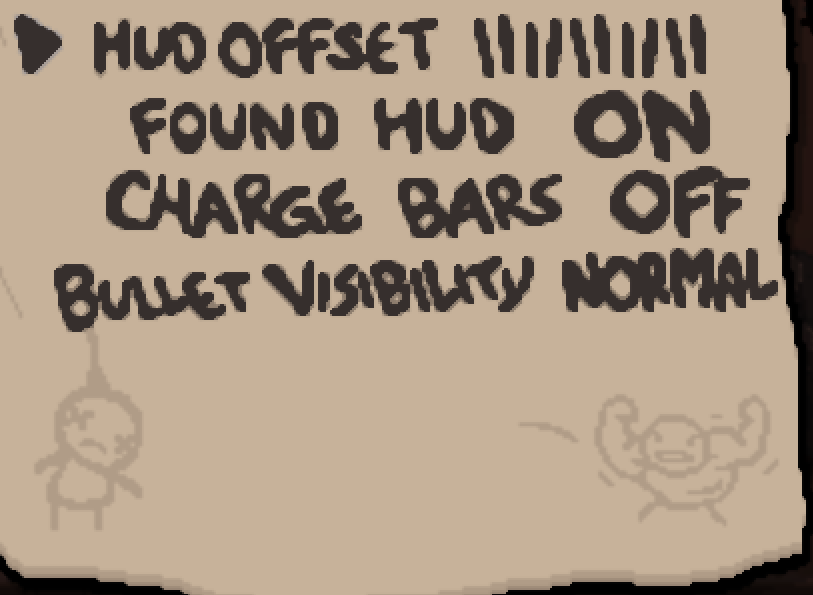 HUD OFFSET ||||||||||
FOUND HUD ON
CHARGE BARS OFF
BULLET VISIBILITY NORMAL